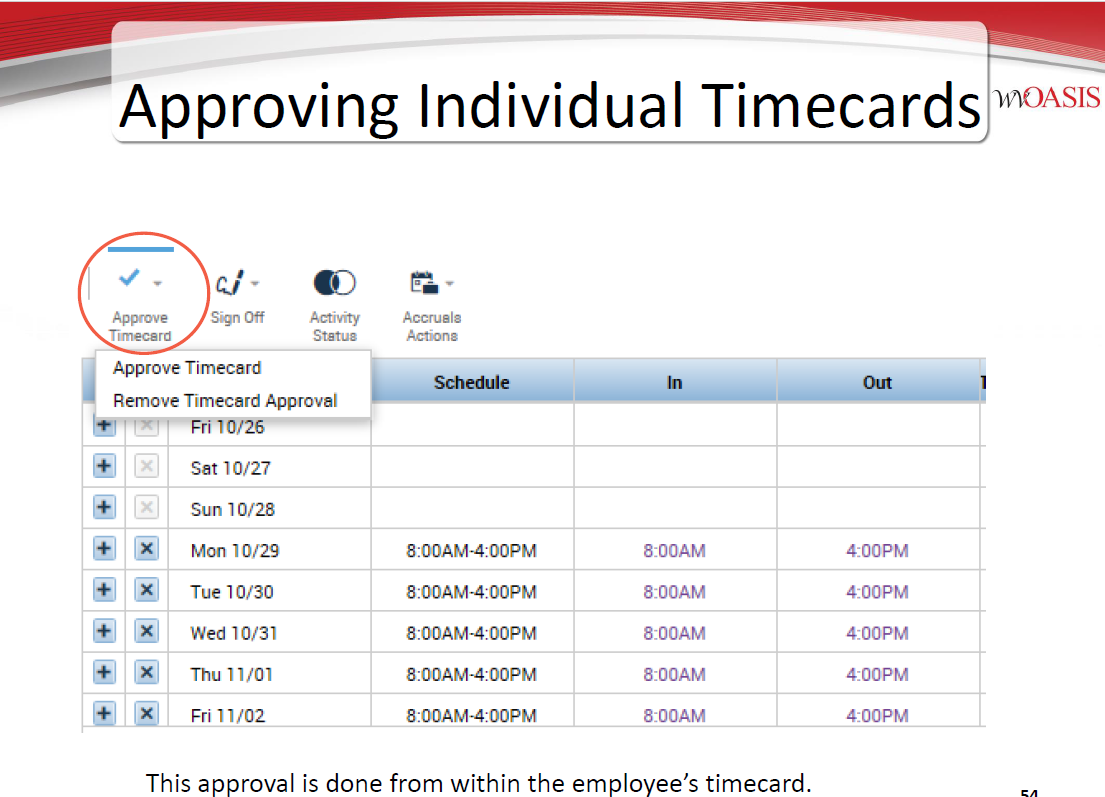 Approving Individual Timecards
wvOASIS
Approve
Timecard
Sign Off
Activity
Status
Accruals
Actions
Approve Timecard
Remove Timecard Approval
Schedule In Out
Fri 10/26
Sat 10/27
Sun 10/28
Mon 10/29 8:00AM-4:00PM 8:00AM 4:00PM
Tue 10/30 8:00AM-4:00PM 8:00AM 4:00PM
Wed 10/31 8:00AM-4:00PM 8:00AM 4:00PM
Thu 11/01 8:00AM-4:00PM 8:00AM 4:00PM
Fri 11/02 8:00AM-4:00PM 8:00AM 4:00PM
This approval is done from within the employee’s timecard.
54